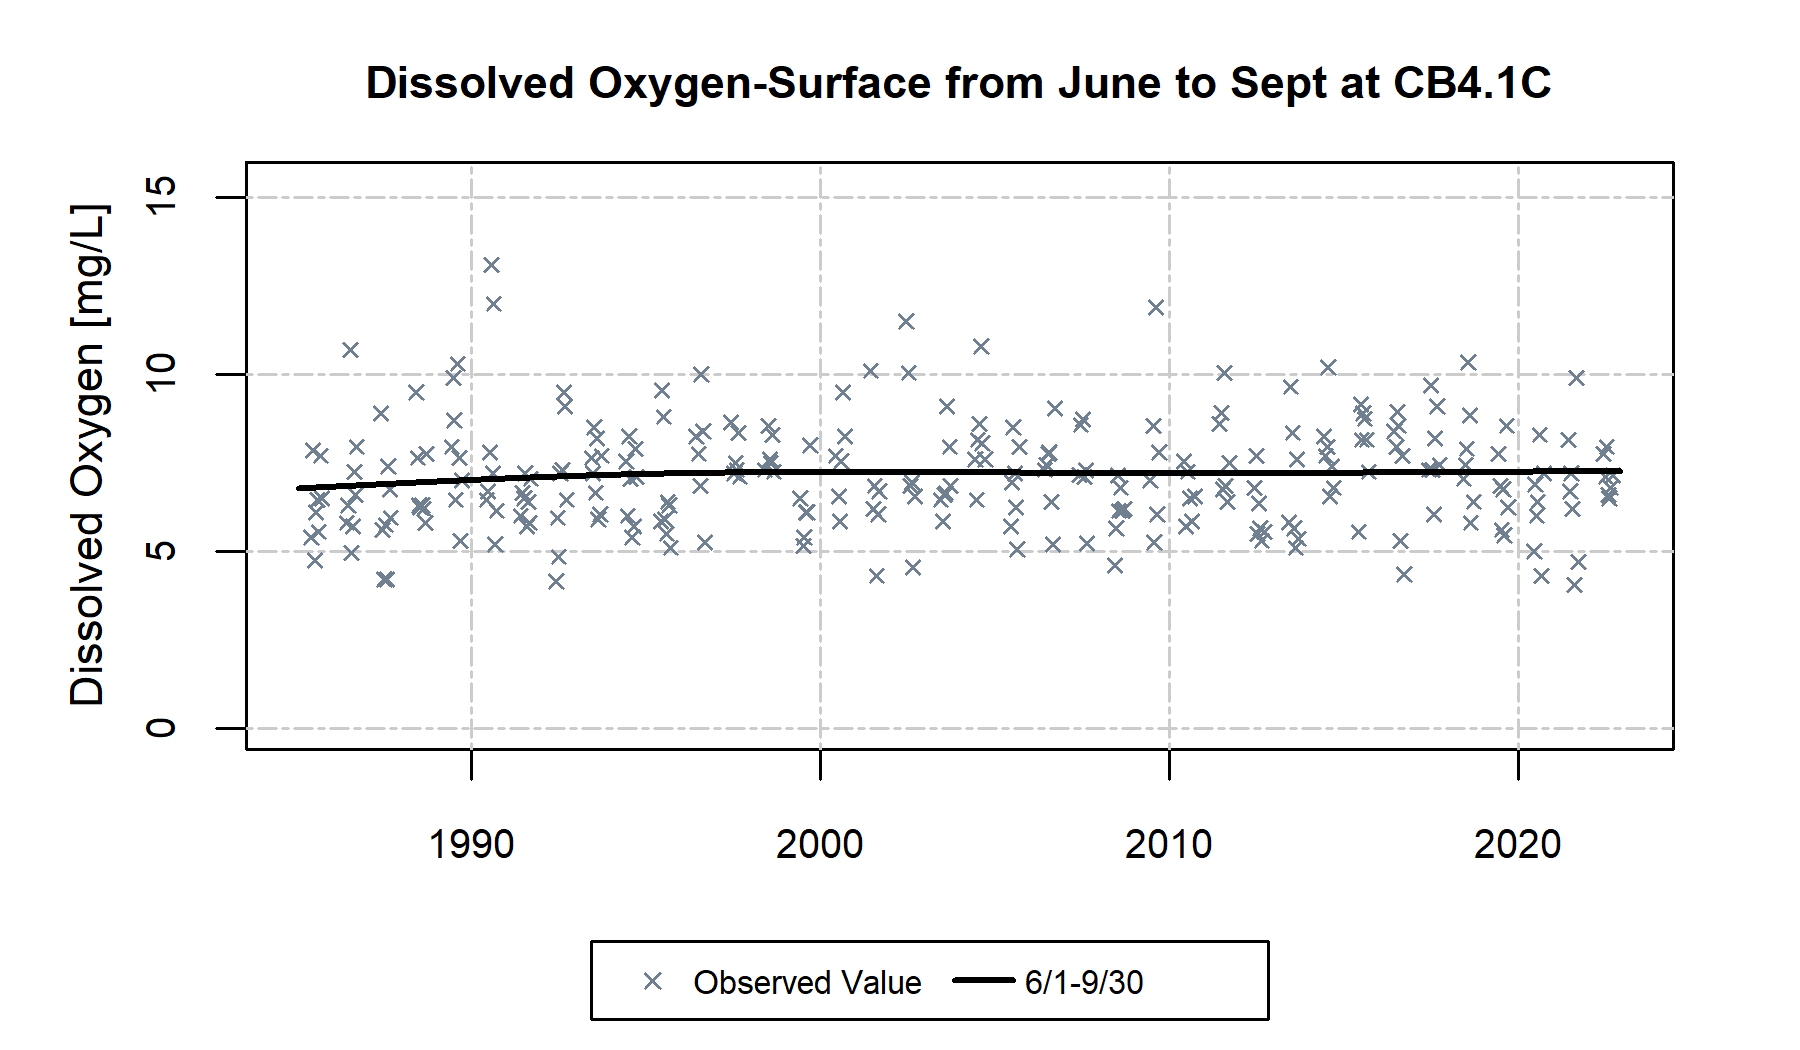 Dissolved Oxygen-Surface from June to Sept at CB4.1C
Dissolved Oxygen [mg/L]
15
10
5
0
1990 2000 2010 2020
Observed Value 6/1-9/30